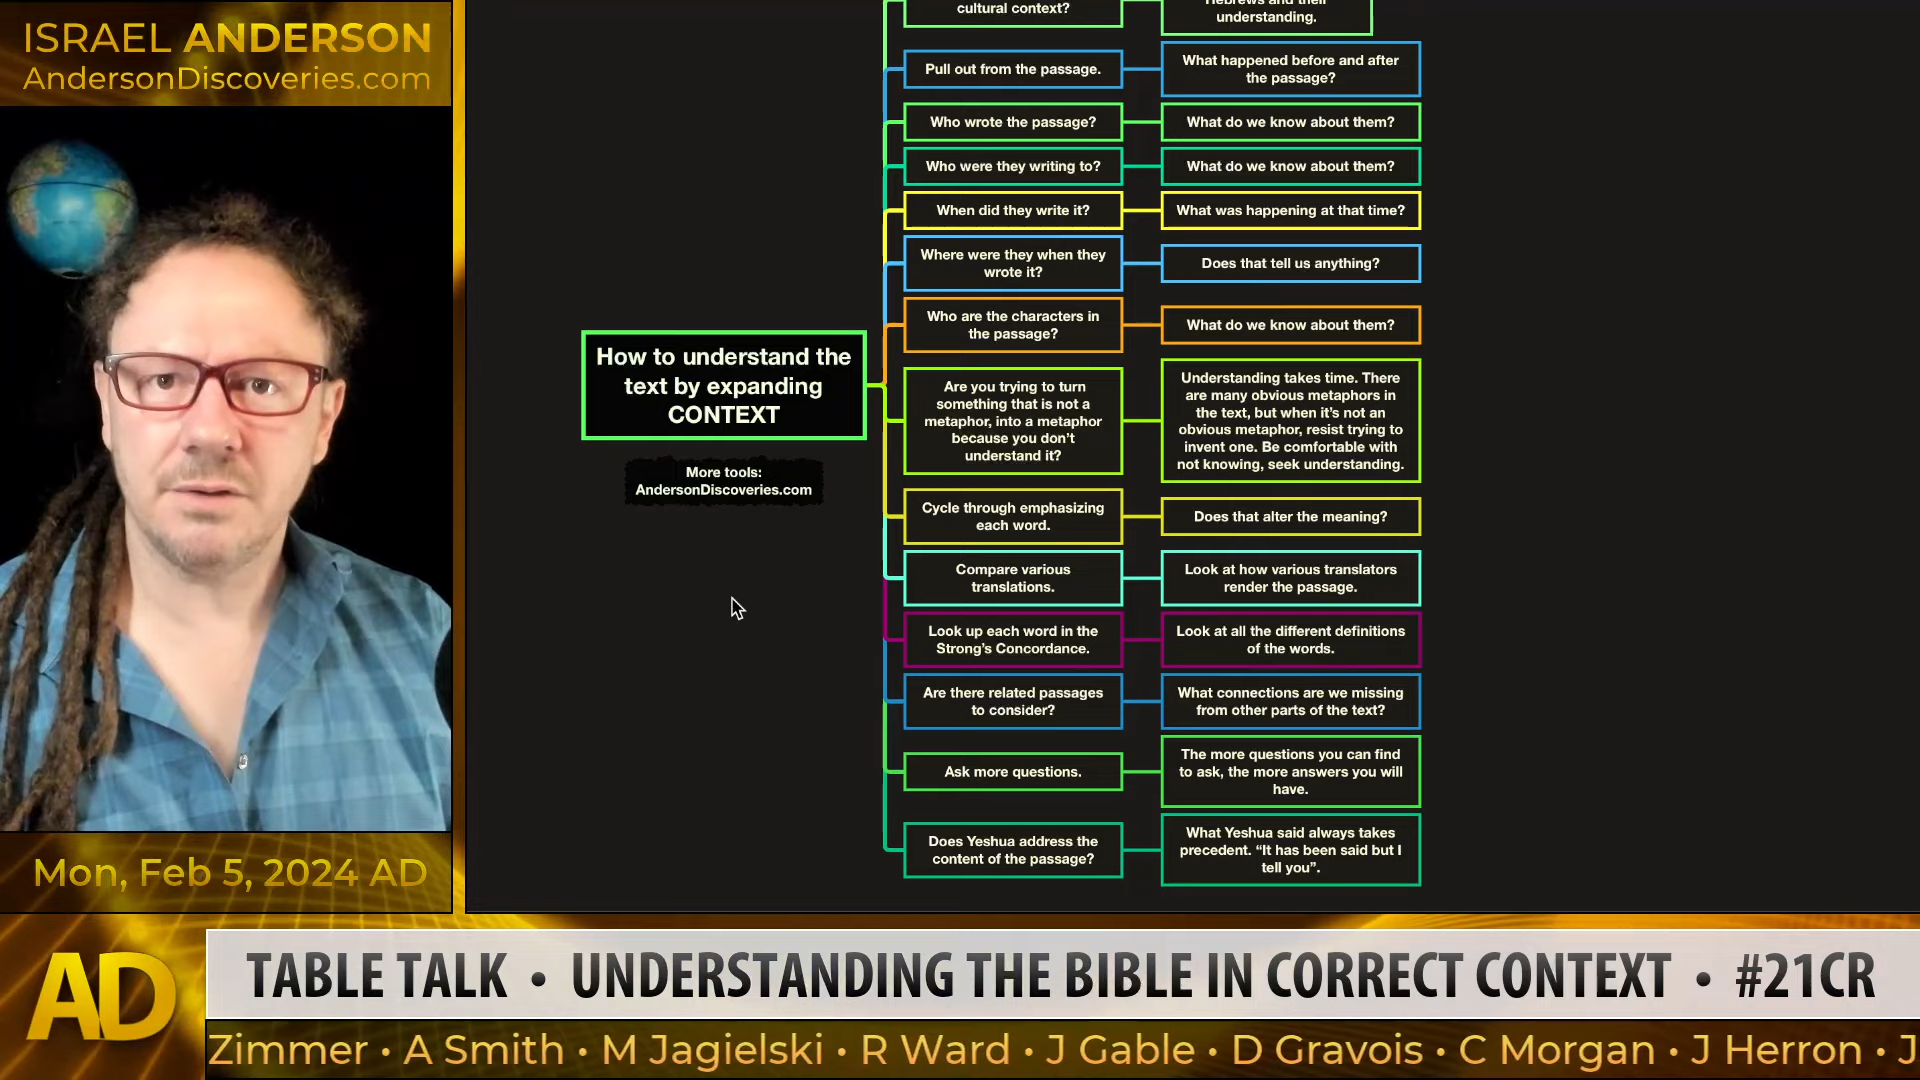 ISRAEL ANDERSON
AndersonDiscoveries.com
cultural context?
Hebrews and their
understanding.
Pull out from the passage.
What happened before and after
the passage?
Who wrote the passage?
What do we know about them?
Who were they writing to?
What do we know about them?
When did they write it?
What was happening at that time?
Where were they when they
wrote it?
Does that tell us anything?
Who are the characters in
the passage?
What do we know about them?
How to understand the
text by expanding
CONTEXT
More tools:
AndersonDiscoveries.com
Are you trying to turn
something that is not a
metaphor, into a metaphor
because you don't
understand it?
Understanding takes time. There
are many obvious metaphors in
the text, but when it's not an
obvious metaphor, resist trying to
invent one. Be comfortable with
not knowing, seek understanding.
Cycle through emphasizing
each word.
Does that alter the meaning?
Compare various
translations.
Look at how various translators
render the passage.
Look up each word in the
Strong's Concordance.
Look at all the different definitions
of the words.
Are there related passages
to consider?
What connections are we missing
from other parts of the text?
Ask more questions.
The more questions you can find
to ask, the more answers you will
have.
Does Yeshua address the
content of the passage?
What Yeshua said always takes
precedent. “It has been said but I
tell you”.
Mon, Feb 5, 2024 AD
AD
TABLE TALK • UNDERSTANDING THE BIBLE IN CORRECT CONTEXT • #21CR
Zimmer • A Smith • M Jagielski • R Ward • J Gable • D Gravois • C Morgan • J Herron • J